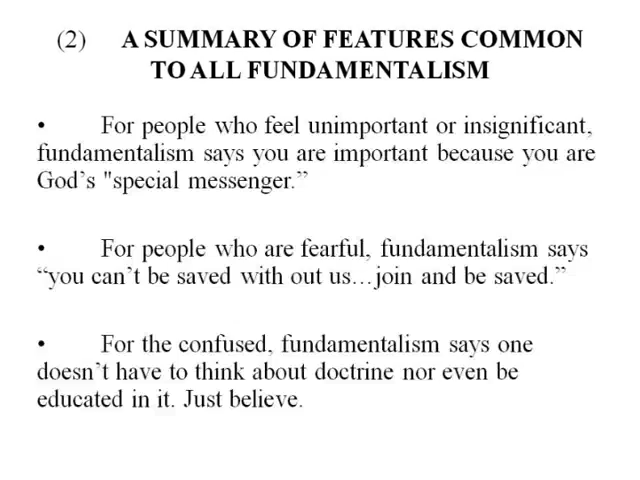 (2) A SUMMARY OF FEATURES COMMON
TO ALL FUNDAMENTALISM
• For people who feel unimportant or insignificant,
fundamentalism says you are important because you are
God’s "special messenger.”
• For people who are fearful, fundamentalism says
“you can’t be saved with out us…join and be saved.”
• For the confused, fundamentalism says one
doesn’t have to think about doctrine nor even be
educated in it. Just believe.